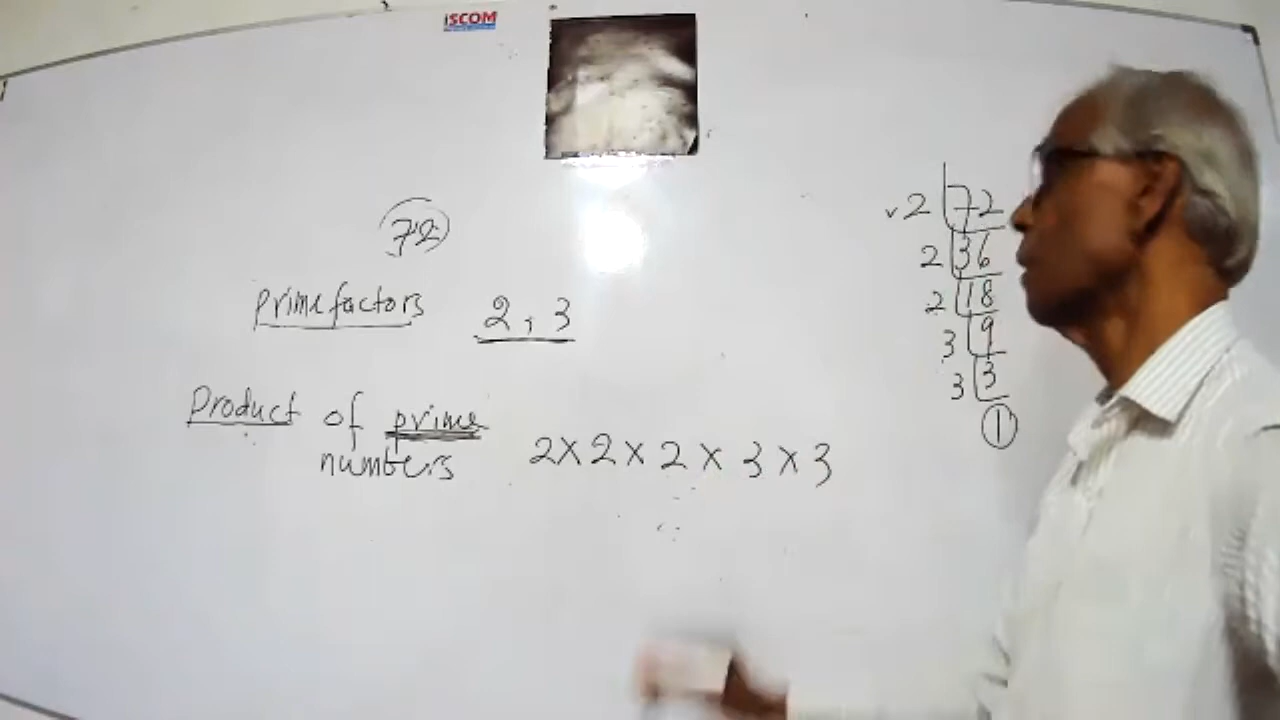 ISCOM
72
Prime factors 2, 3
Product of prime
numbers 2 × 2 × 2 × 3 × 3
2 72
2 36
2 18
3 9
3 3
1